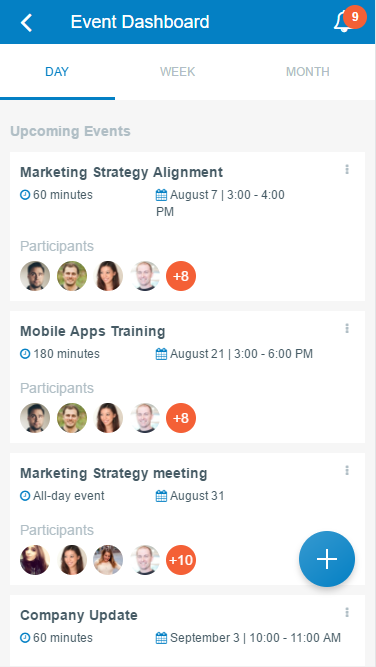 Event Dashboard
9
DAY
WEEK
MONTH
Upcoming Events
Marketing Strategy Alignment
60 minutes
August 7 | 3:00 - 4:00
PM
Participants
+8
Mobile Apps Training
180 minutes
August 21 | 3:00 - 6:00 PM
Participants
+8
Marketing Strategy meeting
All-day event
August 31
Participants
+10
Company Update
60 minutes
September 3 | 10:00 - 11:00 AM